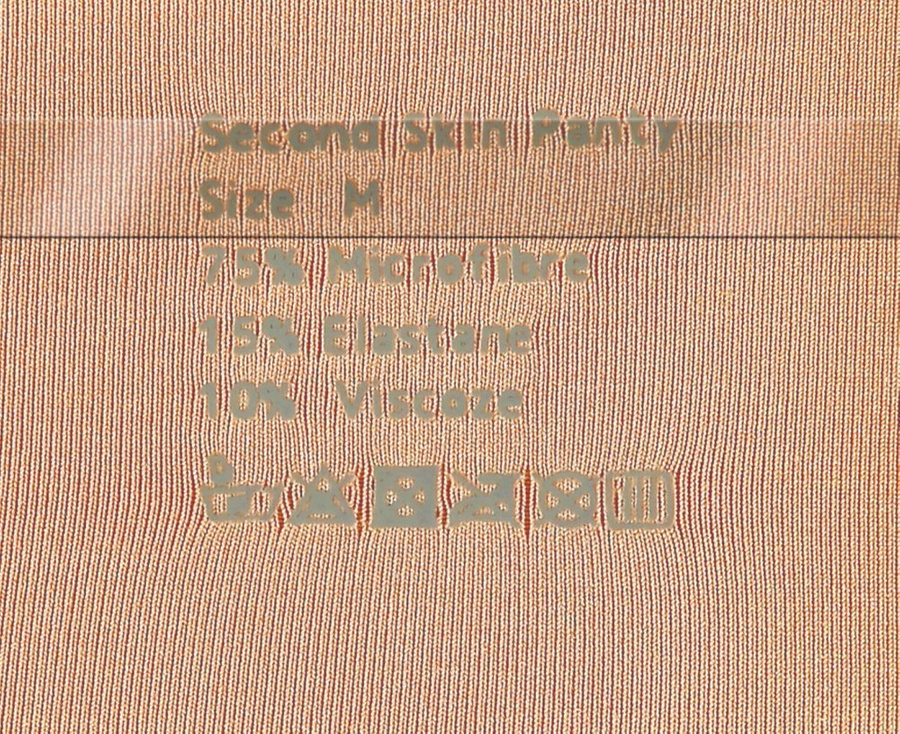 Second Skin Panty
Size M
75% Microfibre
15% Elastane
10% Viscoze